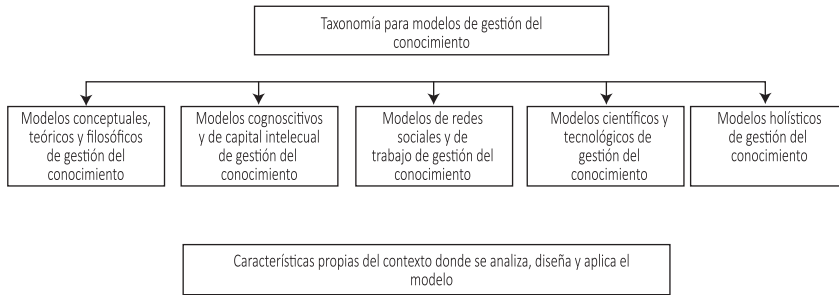 Taxonomía para modelos de gestión del
conocimiento
Modelos conceptuales,
teóricos y filosóficos
de gestión del
conocimiento
Modelos cognoscitivos
y de capital intelecual
de gestión del
conocimiento
Modelos de redes
sociales y de
trabajo de gestión del
conocimiento
Modelos científicos y
tecnológicos de
gestión del
conocimiento
Modelos holísticos
de gestión del
conocimiento
Características propias del contexto donde se analiza, diseña y aplica el
modelo